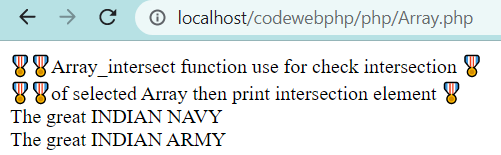 localhost/codewebphp/php/Array.php
🎖🎖Array_intersect function use for check intersection 🎖
🎖🎖of selected Array then print intersection element 🎖
The great INDIAN NAVY
The great INDIAN ARMY